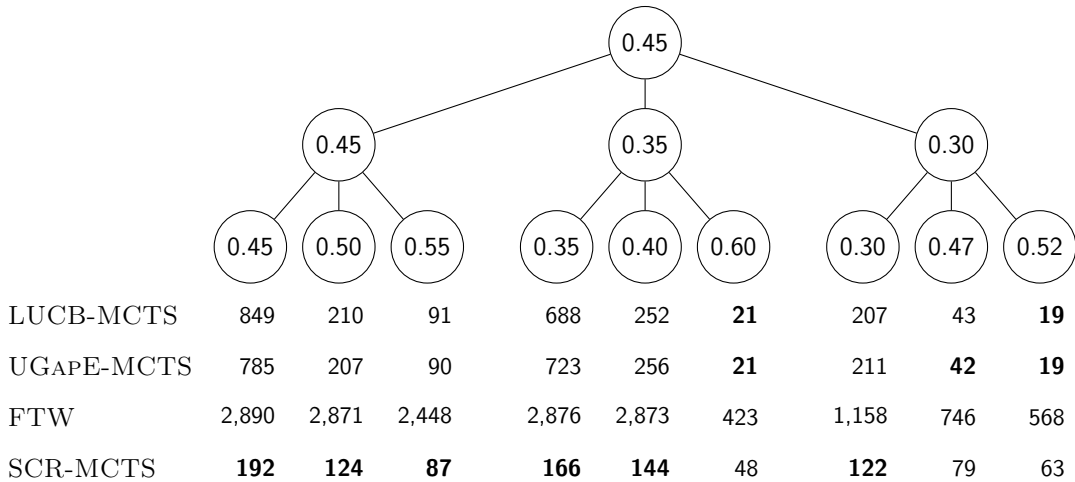 0.45
0.45 0.35 0.30
0.45 0.50 0.55 0.35 0.40 0.60 0.30 0.47 0.52
LUCB-MCTS 849 210 91 688 252 21 207 43 19
UGapE-MCTS 785 207 90 723 256 21 211 42 19
FTW 2,890 2,871 2,448 2,876 2,873 423 1,158 746 568
SCR-MCTS 192 124 87 166 144 48 122 79 63